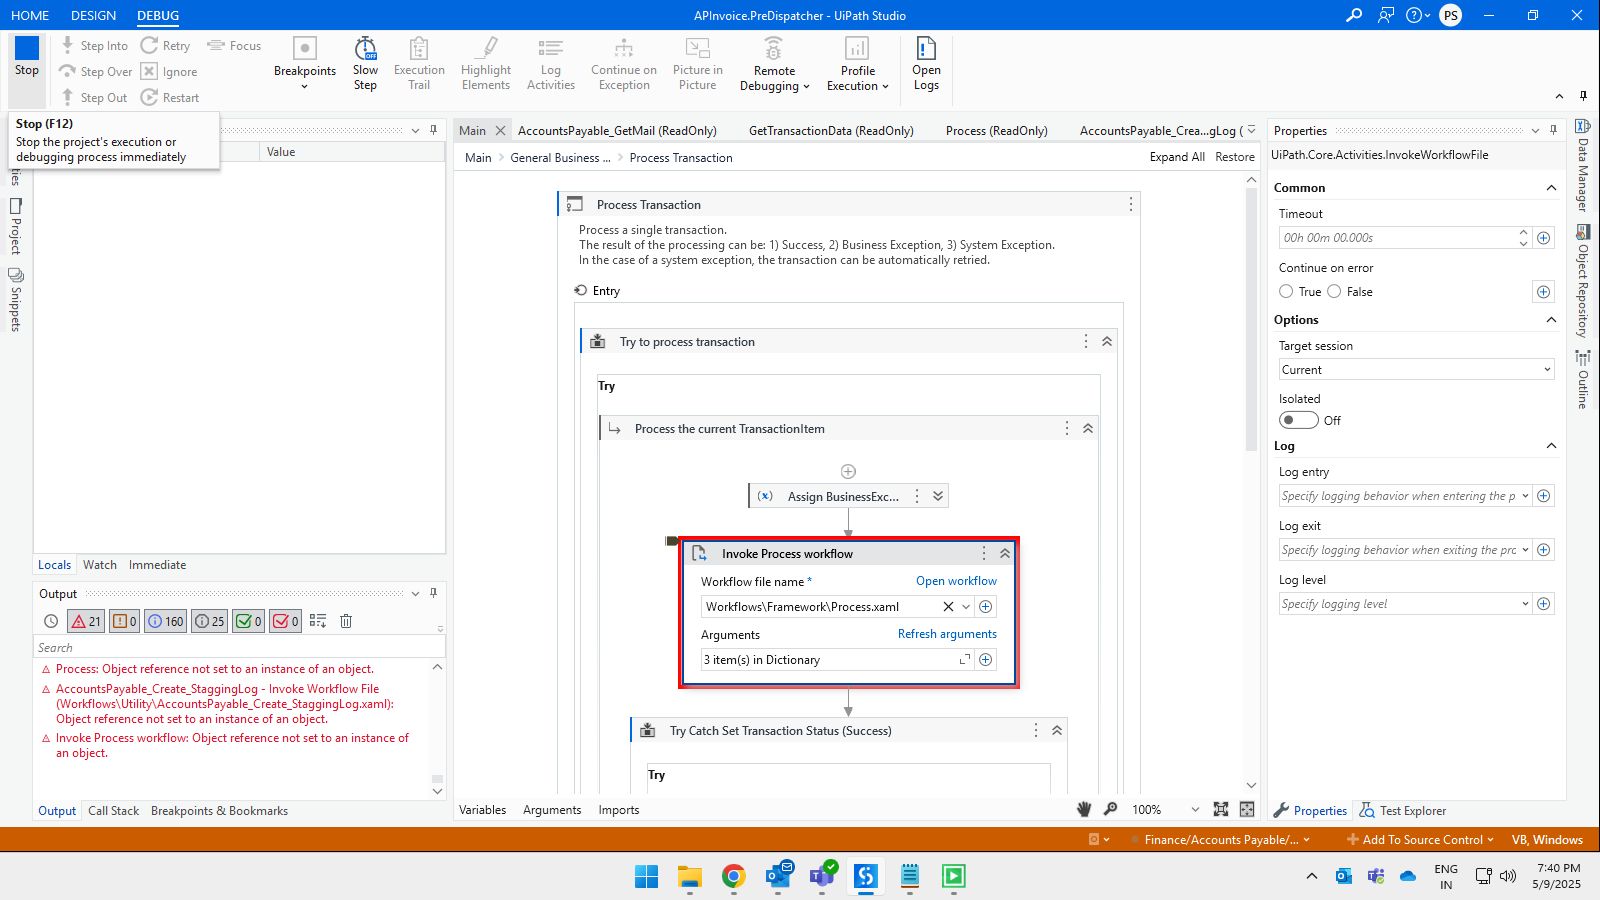 HOME DESIGN DEBUG
APInvoice.PreDispatcher - UiPath Studio
PS
Stop
Step Into
Step Over
Step Out
Retry
Ignore
Restart
Focus
Breakpoints
Slow
Step
OFF
Execution
Trail
Highlight
Elements
Log
Activities
Continue on
Exception
Picture in
Picture
Remote
Debugging
Profile
Execution
Open
Logs
Stop (F12)
Stop the project's execution or
debugging process immediately
Value
Project
Snippets
Locals Watch Immediate
Output
21 0 160 25 0 0
Search
Process: Object reference not set to an instance of an object.
AccountsPayable_Create_StaggingLog - Invoke Workflow File
(Workflows\Utility\AccountsPayable_Create_StaggingLog.xaml):
Object reference not set to an instance of an object.
Invoke Process workflow: Object reference not set to an instance of
an object.
Output Call Stack Breakpoints & Bookmarks
Main AccountsPayable_GetMail (ReadOnly) GetTransactionData (ReadOnly) Process (ReadOnly) AccountsPayable_Crea...gLog (
Main General Business ... Process Transaction
Expand All Restore
Process Transaction
Process a single transaction.
The result of the processing can be: 1) Success, 2) Business Exception, 3) System Exception.
In the case of a system exception, the transaction can be automatically retried.
Entry
Try to process transaction
Try
Process the current TransactionItem
(x) Assign BusinessExc...
Invoke Process workflow
Workflow file name * Open workflow
Workflows\Framework\Process.xaml
Arguments Refresh arguments
3 item(s) in Dictionary
Try Catch Set Transaction Status (Success)
Try
Variables Arguments Imports
100%
Properties
UiPath.Core.Activities.InvokeWorkflowFile
Common
Timeout
00h 00m 00.000s
Continue on error
True False
Options
Target session
Current
Isolated
Off
Log
Log entry
Specify logging behavior when entering the p
Log exit
Specify logging behavior when exiting the prc
Log level
Specify logging level
Properties Test Explorer
Data Manager
Object Repository
Outline
Finance/Accounts Payable/... Add To Source Control VB, Windows
ENG
IN
7:40 PM
5/9/2025